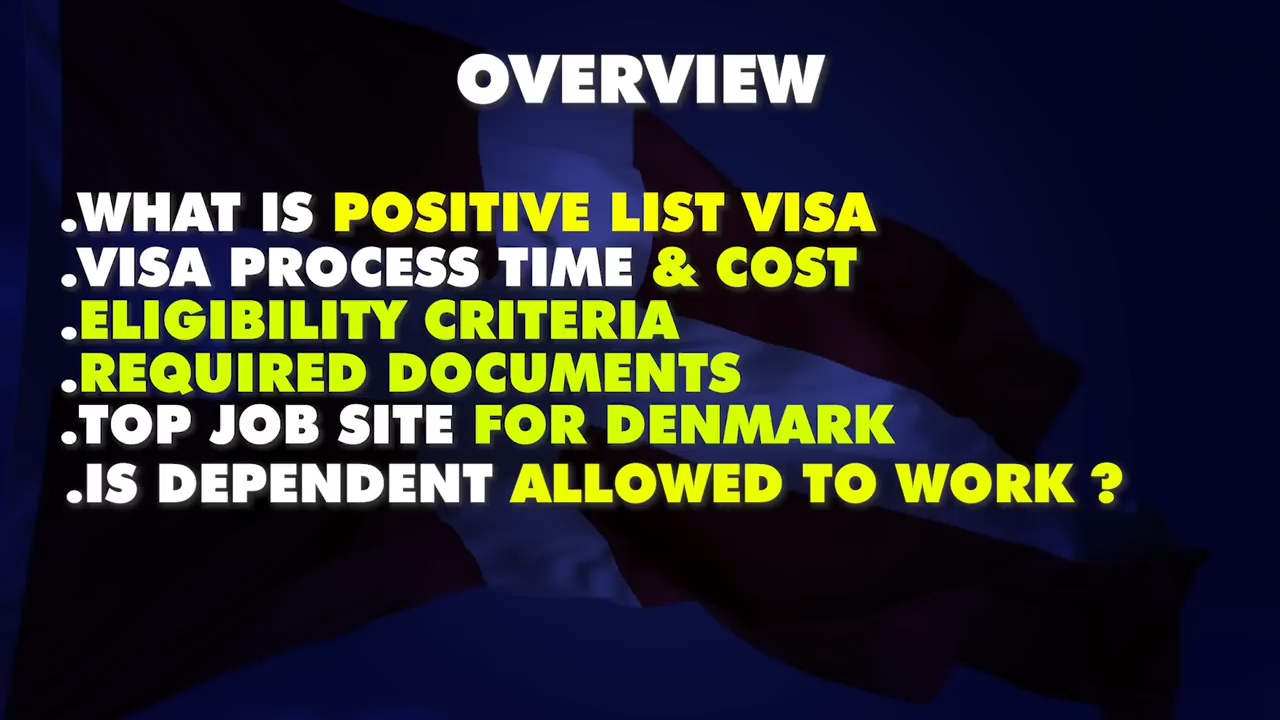 OVERVIEW
.WHAT IS POSITIVE LIST VISA
.VISA PROCESS TIME & COST
.ELIGIBILITY CRITERIA
.REQUIRED DOCUMENTS
.TOP JOB SITE FOR DENMARK
.IS DEPENDENT ALLOWED TO WORK ?